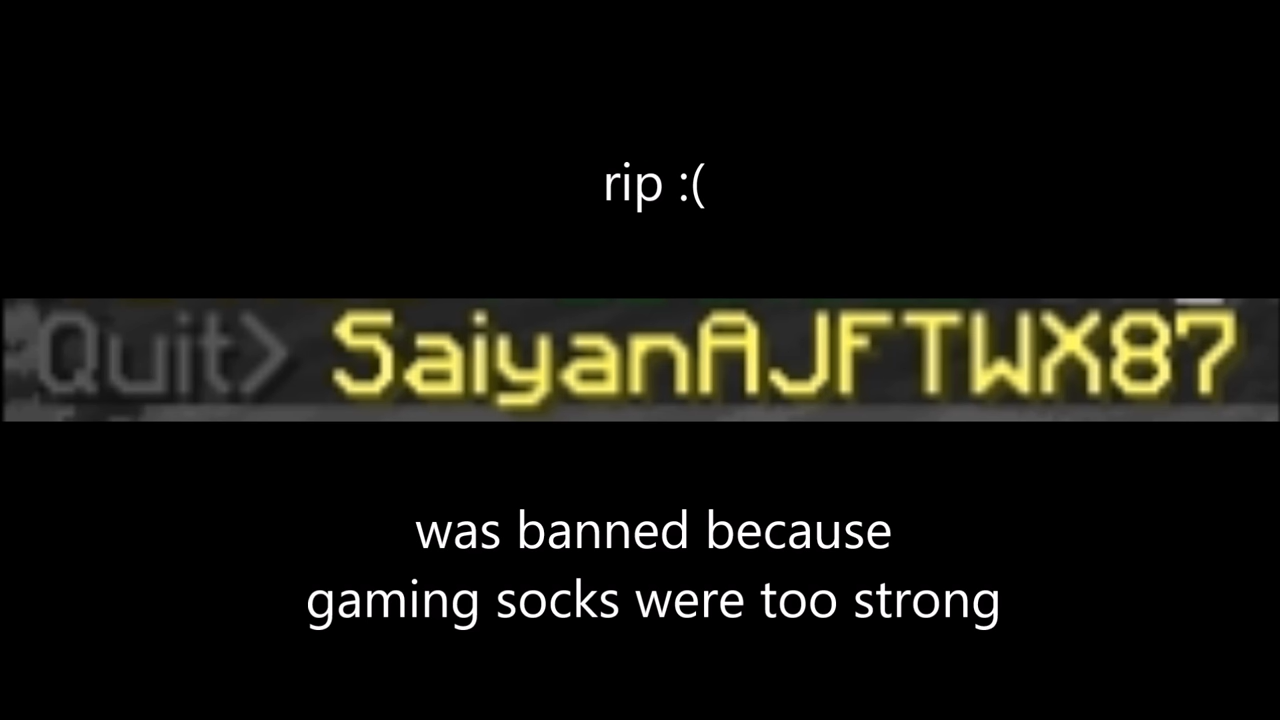 rip :(
Quit> SaiyanAJFTWX87
was banned because
gaming socks were too strong